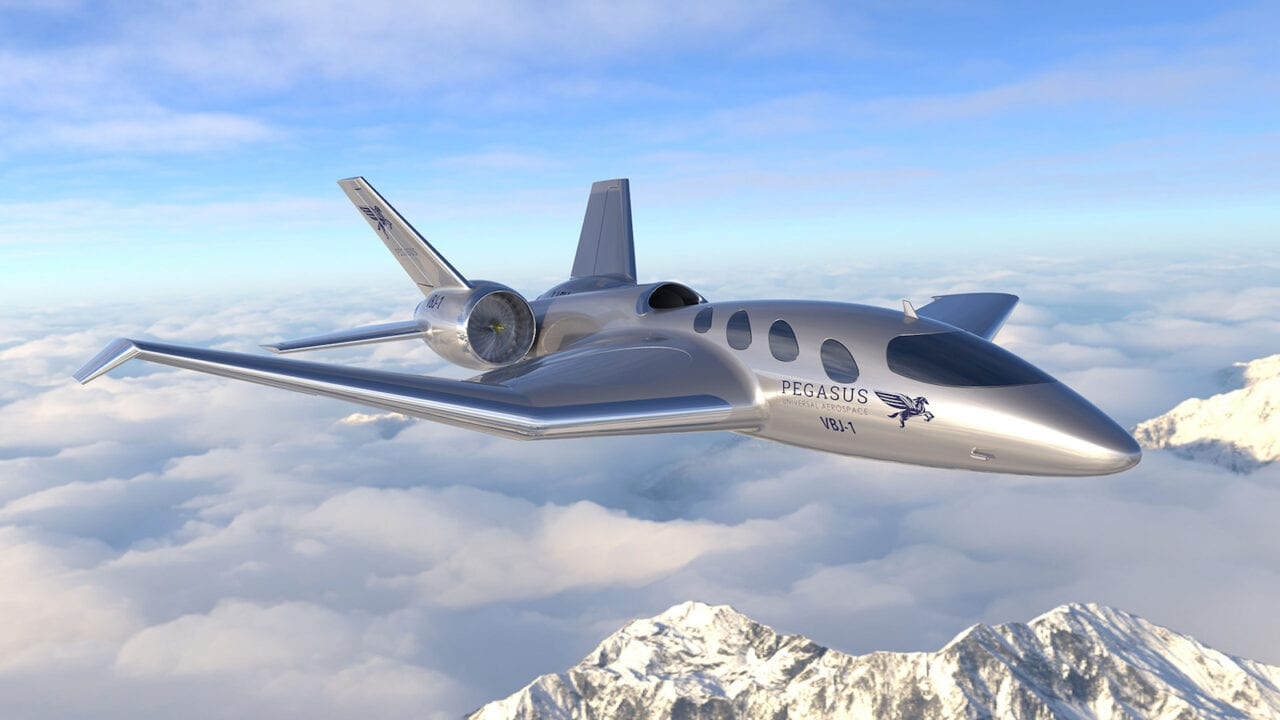 VBJ-1
PEGASUS
UNIVERSAL AEROSPACE
VBJ-1